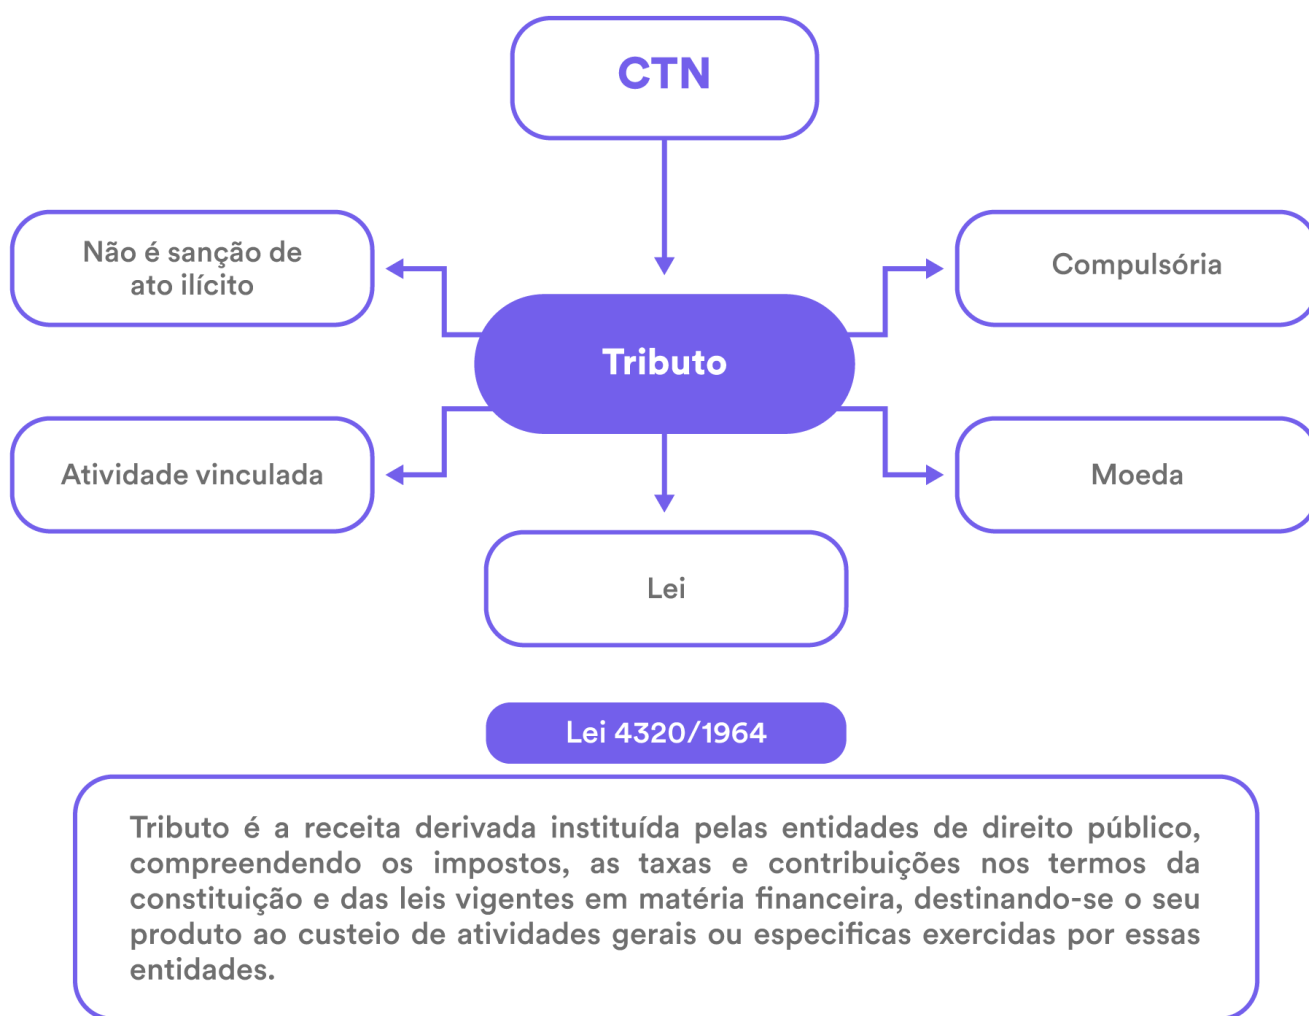 CTN
Não é sanção de
ato ilícito
Compulsória
Tributo
Atividade vinculada
Moeda
Lei
Lei 4320/1964
Tributo é a receita derivada instituída pelas entidades de direito público,
compreendendo os impostos, as taxas e contribuições nos termos da
constituição e das leis vigentes em matéria financeira, destinando-se o seu
produto ao custeio de atividades gerais ou especificas exercidas por essas
entidades.